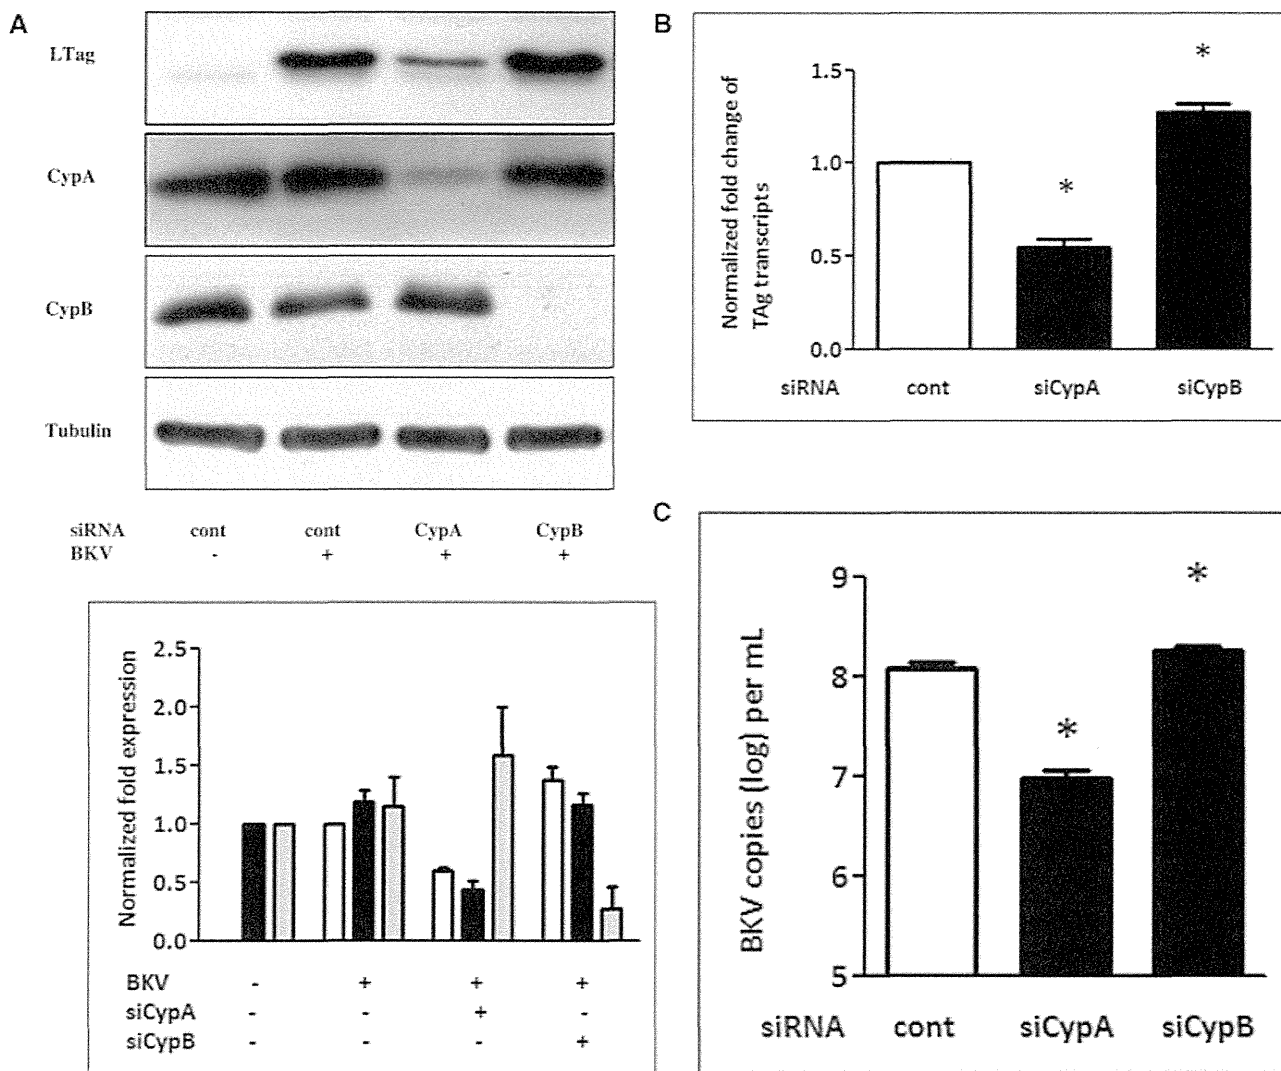 A
LTag
CypA
CypB
Tubulin
siRNA cont cont CypA CypB
BKV - + + +
Normalized fold expression
2.5
2.0
1.5
1.0
0.5
0.0
BKV - + + +
siCypA - - + -
siCypB - - - +
B
Normalized fold change of
TAg transcripts
1.5
1.0
0.5
0.0
* *
siRNA cont siCypA siCypB
C
BKV copies (log) per mL
9
8
7
6
5
* *
siRNA cont siCypA siCypB